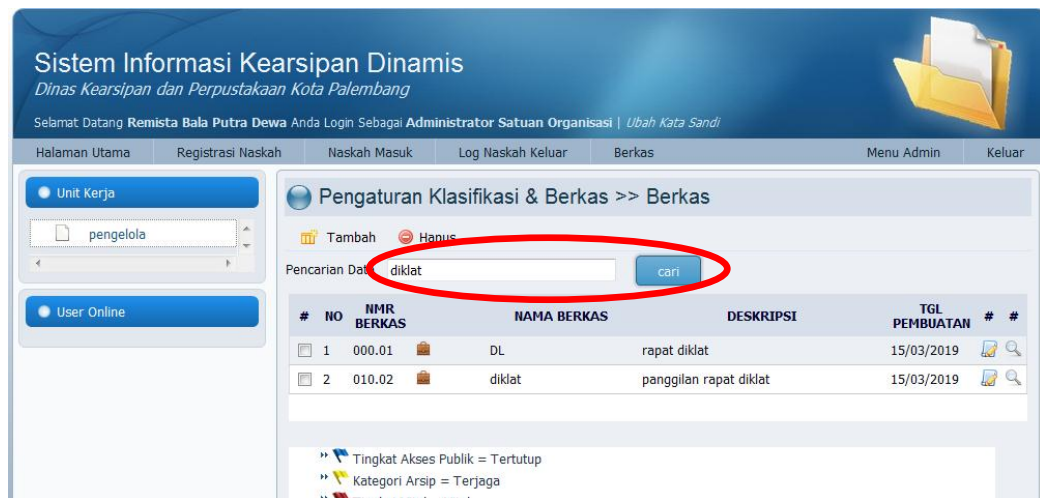 Sistem Informasi Kearsipan Dinamis
Dinas Kearsipan dan Perpustakaan Kota Palembang
Selamat Datang Remista Bala Putra Dewa Anda Login Sebagai Administrator Satuan Organisasi | Ubah Kata Sandi
Halaman Utama Registrasi Naskah Naskah Masuk Log Naskah Keluar Berkas Menu Admin Keluar
Unit Kerja
pengelola
User Online
Pengaturan Klasifikasi & Berkas >> Berkas
Tambah Hapus
Pencarian Data diklat cari
# NO NMR BERKAS NAMA BERKAS DESKRIPSI TGL PEMBUATAN # #
1 000.01 DL rapat diklat 15/03/2019
2 010.02 diklat panggilan rapat diklat 15/03/2019
Tingkat Akses Publik = Tertutup
Kategori Arsip = Terjaga